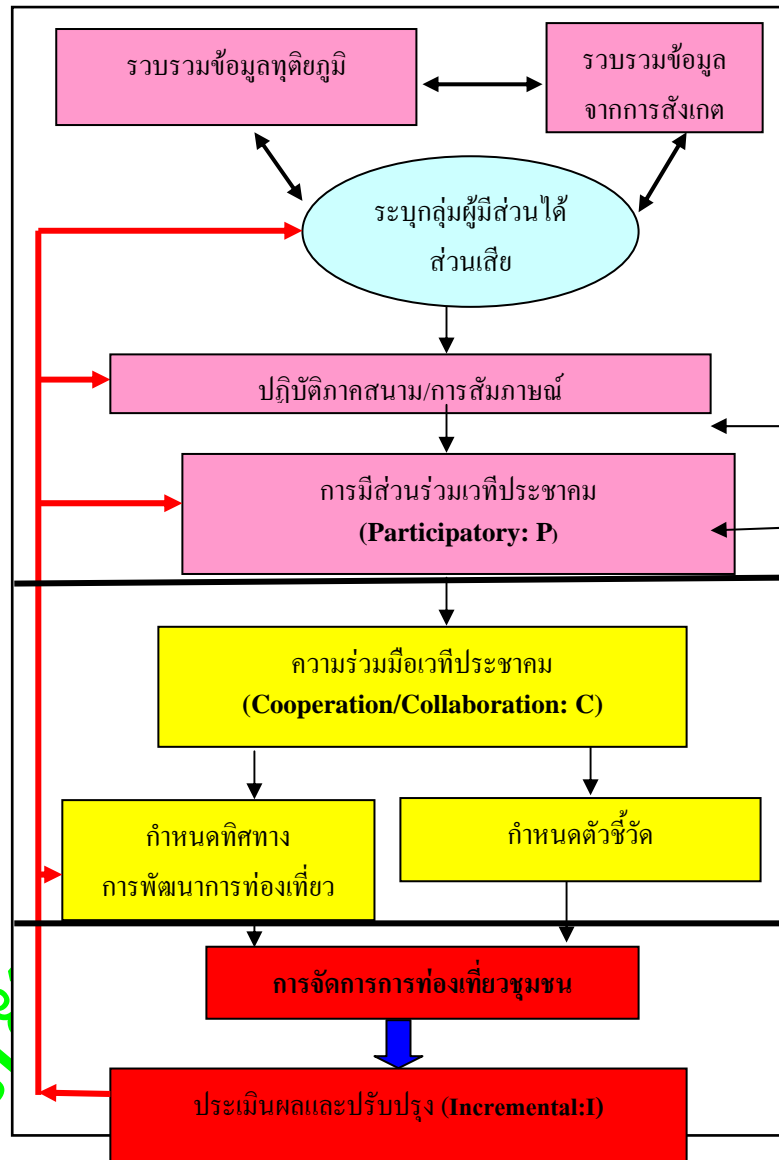 รวบรวมข้อมูลทุติยภูมิ
รวบรวมข้อมูล
จากการสังเกต
ระบุกลุ่มผู้มีส่วนได้
ส่วนเสีย
ปฏิบัติภาคสนาม/การสัมภาษณ์
การมีส่วนร่วมเวทีประชาคม
(Participatory: P)
ความร่วมมือเวทีประชาคม
(Cooperation/Collaboration: C)
กำหนดทิศทาง
การพัฒนาการท่องเที่ยว
กำหนดตัวชี้วัด
การจัดการการท่องเที่ยวชุมชน
ประเมินผลและปรับปรุง (Incremental:I)